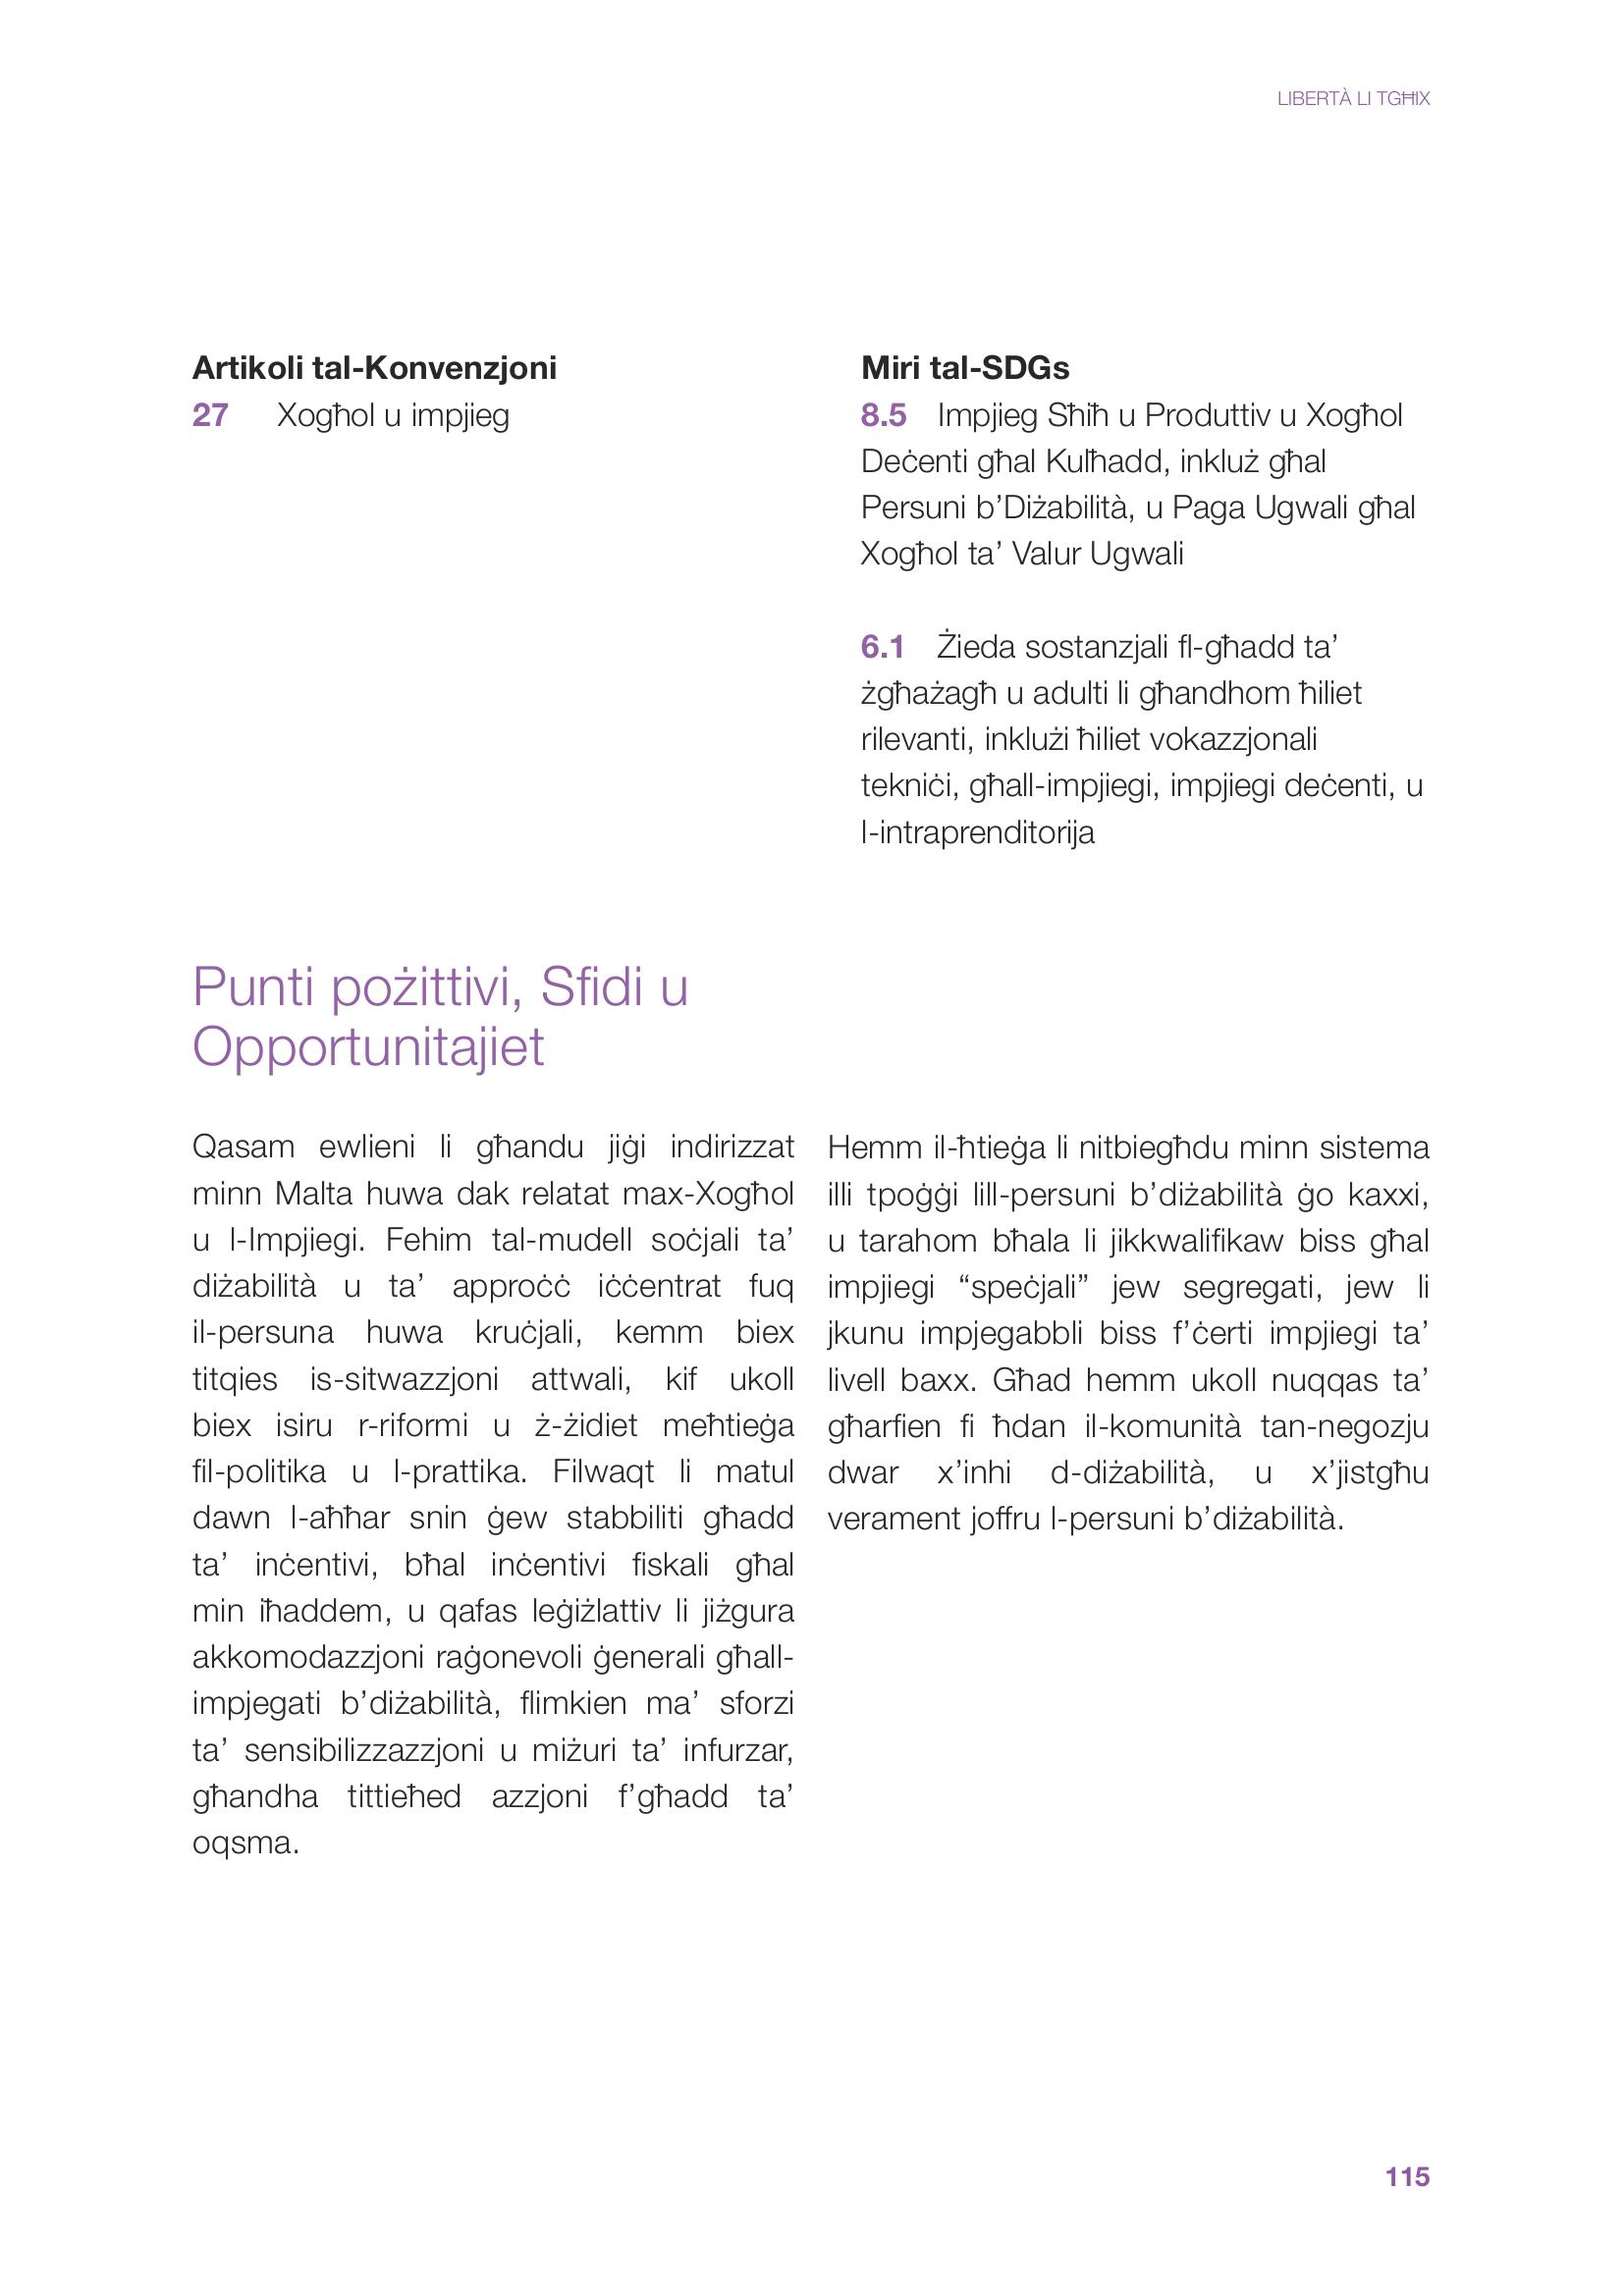 LIBERTÀ LI TGĦIX
Artikoli tal-Konvenzjoni
27 Xogħol u impjieg
Miri tal-SDGs
8.5 Impjieg Sħiħ u Produttiv u Xogħol
Deċenti għal Kulħadd, inkluż għal
Persuni b’Diżabilità, u Paga Ugwali għal
Xogħol ta’ Valur Ugwali
6.1 Żieda sostanzjali fl-għadd ta’
żgħażagħ u adulti li għandhom ħiliet
rilevanti, inklużi ħiliet vokazzjonali
tekniċi, għall-impjiegi, impjiegi deċenti, u
l-intraprenditorija
Punti pożittivi, Sfidi u
Opportunitajiet
Qasam ewlieni li għandu jiġi indirizzat
minn Malta huwa dak relatat max-Xogħol
u l-Impjiegi. Fehim tal-mudell soċjali ta’
diżabilità u ta’ approċċ iċċentrat fuq
il-persuna huwa kruċjali, kemm biex
titqies is-sitwazzjoni attwali, kif ukoll
biex isiru r-riformi u ż-żidiet meħtieġa
fil-politika u l-prattika. Filwaqt li matul
dawn l-aħħar snin ġew stabbiliti għadd
ta’ inċentivi, bħal inċentivi fiskali għal
min iħaddem, u qafas leġiżlattiv li jiżgura
akkomodazzjoni raġonevoli ġenerali għall-
impjegati b’diżabilità, flimkien ma’ sforzi
ta’ sensibilizzazzjoni u miżuri ta’ infurzar,
għandha tittieħed azzjoni f’għadd ta’
oqsma.
Hemm il-ħtieġa li nitbiegħdu minn sistema
illi tpoġġi lill-persuni b’diżabilità ġo kaxxi,
u tarahom bħala li jikkwalifikaw biss għal
impjiegi “speċjali” jew segregati, jew li
jkunu impjegabbli biss f’ċerti impjiegi ta’
livell baxx. Għad hemm ukoll nuqqas ta’
għarfien fi ħdan il-komunità tan-negozju
dwar x’inhi d-diżabilità, u x’jistgħu
verament joffru l-persuni b’diżabilità.
115